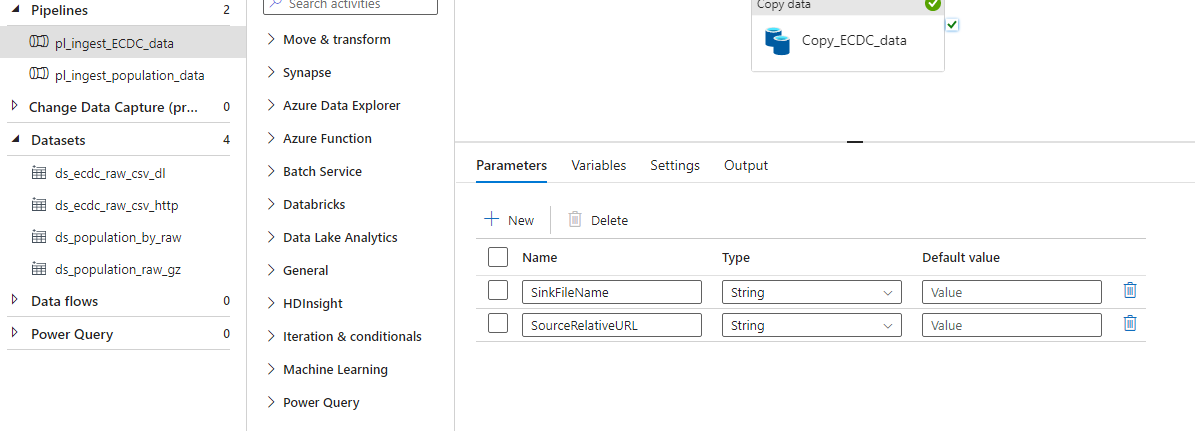 Pipelines 2
pl_ingest_ECDC_data
pl_ingest_population_data
Change Data Capture (pr... 0
Datasets 4
ds_ecdc_raw_csv_dl
ds_ecdc_raw_csv_http
ds_population_by_raw
ds_population_raw_gz
Data flows 0
Power Query 0
Search activities
Move & transform
Synapse
Azure Data Explorer
Azure Function
Batch Service
Databricks
Data Lake Analytics
General
HDInsight
Iteration & conditionals
Machine Learning
Power Query
Copy data
Copy_ECDC_data
Parameters Variables Settings Output
New Delete
Name Type Default value
SinkFileName String Value
SourceRelativeURL String Value